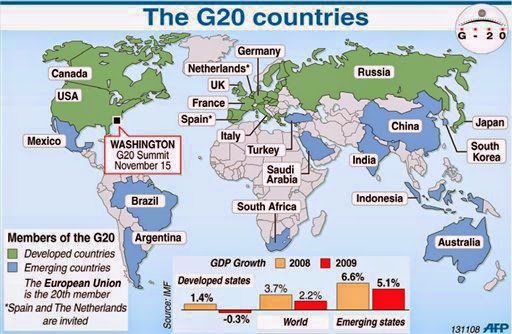 The G20 countries
G 20
Canada
USA
Mexico
WASHINGTON
G20 Summit
November 15
Brazil
Argentina
Germany
Netherlands*
UK
France
Spain*
Italy
Turkey
Saudi
Arabia
South Africa
Russia
China
India
Indonesia
Japan
South
Korea
Australia
Members of the G20
Developed countries
Emerging countries
The European Union
is the 20th member
*Spain and The Netherlands
are invited
Source: IMF
GDP Growth 2008 2009
Developed states
1.4%
-0.3%
3.7%
2.2%
World
6.6%
5.1%
Emerging states
131108 AFP